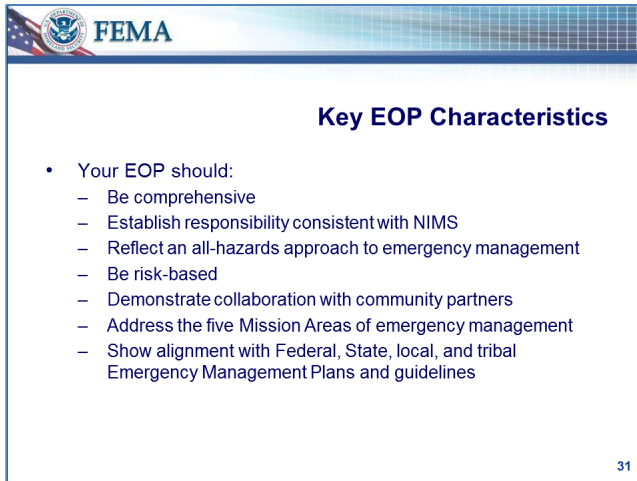 FEMA
Key EOP Characteristics
• Your EOP should:
– Be comprehensive
– Establish responsibility consistent with NIMS
– Reflect an all-hazards approach to emergency management
– Be risk-based
– Demonstrate collaboration with community partners
– Address the five Mission Areas of emergency management
– Show alignment with Federal, State, local, and tribal
Emergency Management Plans and guidelines
31